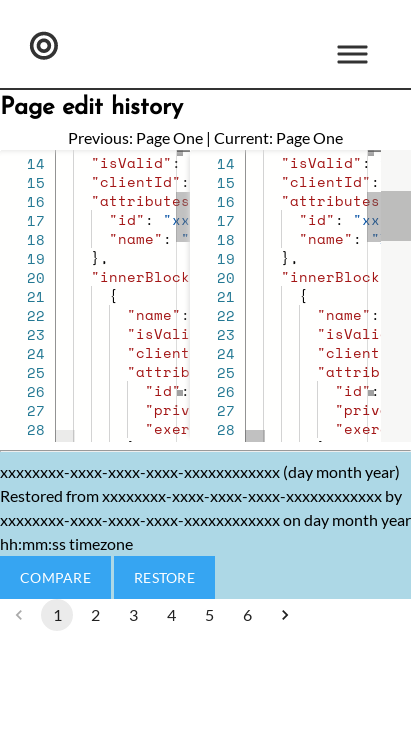 Page edit history
Previous: Page One | Current: Page One
14 "isValid":
15 "clientId":
16 "attributes
17 "id": "xx
18 "name": "
19 },
20 "innerBlock
21 {
22 "name":
23 "isVali
24 "client
25 "attrib
26 "id":
27 "priv
28 "exer
14 "isValid":
15 "clientId":
16 "attributes
17 "id": "xx
18 "name": "
19 },
20 "innerBlock
21 {
22 "name":
23 "isVali
24 "client
25 "attrib
26 "id":
27 "priv
28 "exer
xxxxxxxx-xxxx-xxxx-xxxx-xxxxxxxxxxxx (day month year)
Restored from xxxxxxxx-xxxx-xxxx-xxxx-xxxxxxxxxxxx by
xxxxxxxx-xxxx-xxxx-xxxx-xxxxxxxxxxxx on day month year
hh:mm:ss timezone
COMPARE RESTORE
1 2 3 4 5 6